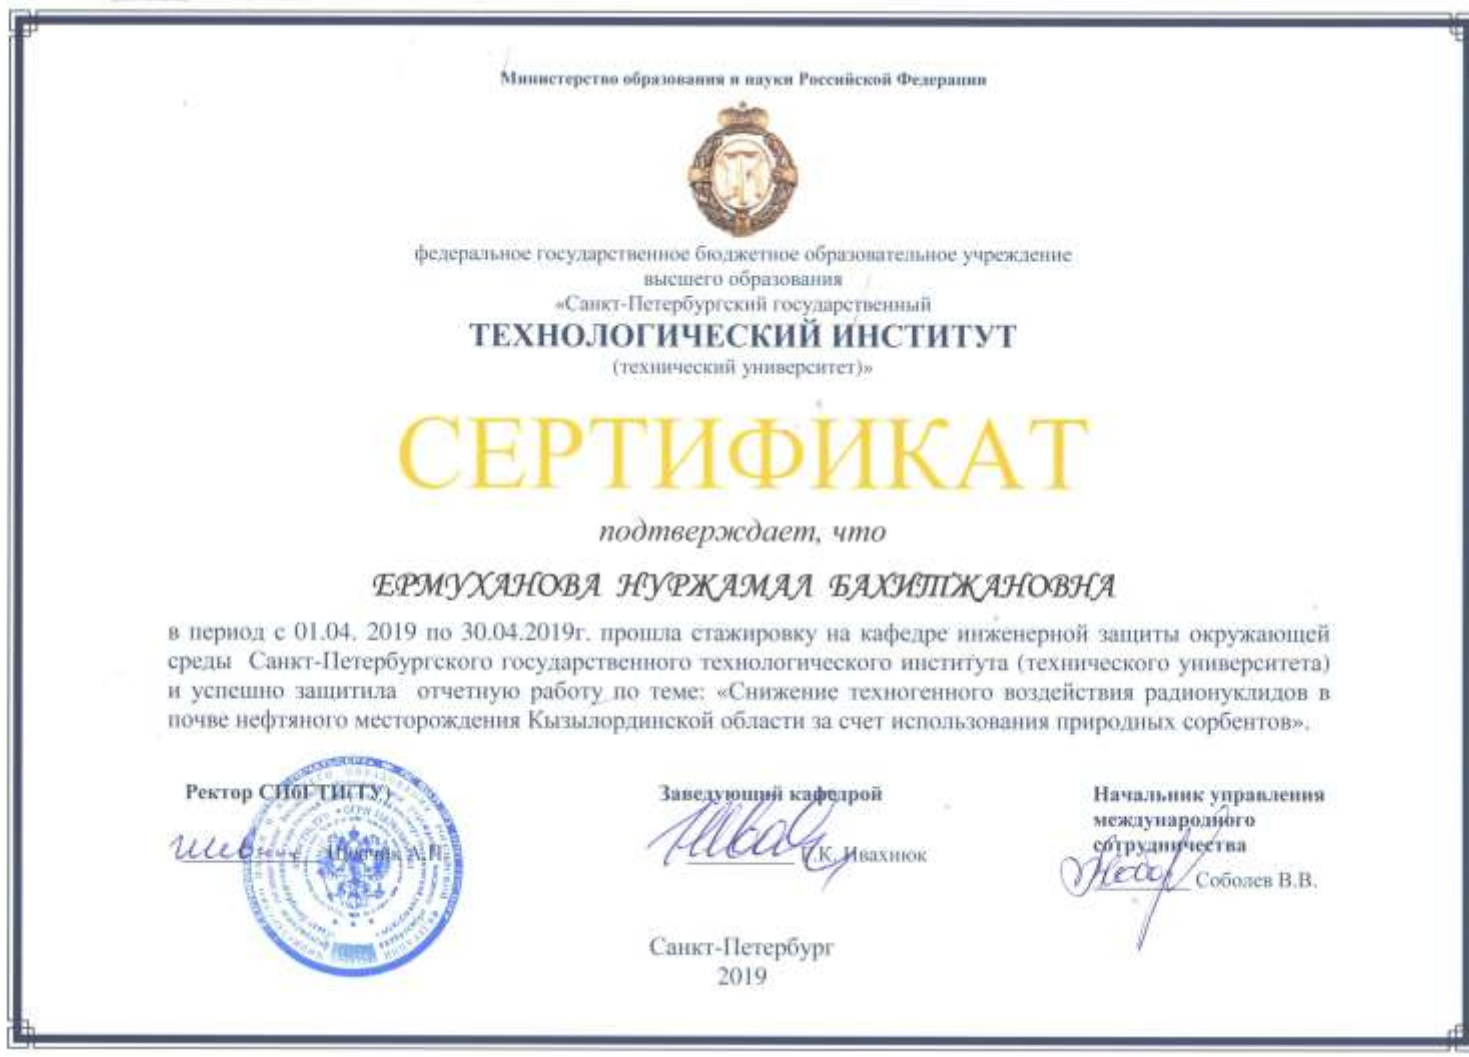 Министерство образования и науки Российской Федерации
федеральное государственное бюджетное образовательное учреждение
высшего образования
«Санкт-Петербургский государственный
ТЕХНОЛОГИЧЕСКИЙ ИНСТИТУТ
(технический университет)»
СЕРТИФИКАТ
подтверждает, что
ЕРМУХАНОВА НУРЖАМАЛ БАХИТЖАНОВНА
в период с 01.04. 2019 по 30.04.2019г. прошла стажировку на кафедре инженерной защиты окружающей
среды Санкт-Петербургского государственного технологического института (технического университета)
и успешно защитила отчетную работу по теме: «Снижение техногенного воздействия радионуклидов в
почве нефтяного месторождения Кызылординской области за счет использования природных сорбентов».
Ректор СПбГТИ(ТУ)
Заведующий кафедрой
К. Ивахнюк
Начальник управления
международного
сотрудничества
Соболев В.В.
Санкт-Петербург
2019